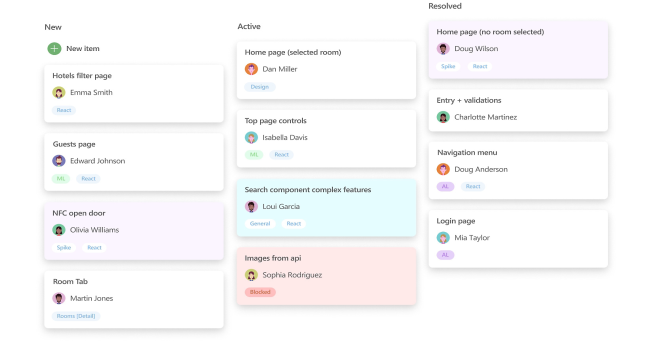 New
New item
Hotels filter page
Emma Smith
React
Guests page
Edward Johnson
ML React
NFC open door
Olivia Williams
Spike React
Room Tab
Martin Jones
Rooms (Detail)
Active
Home page (selected room)
Dan Miller
Design
Top page controls
Isabella Davis
ML React
Search component complex features
Loui Garcia
General React
Images from api
Sophia Rodriguez
Blocked
Resolved
Home page (no room selected)
Doug Wilson
Spike React
Entry + validations
Charlotte Martinez
Navigation menu
Doug Anderson
AL React
Login page
Mia Taylor
AL